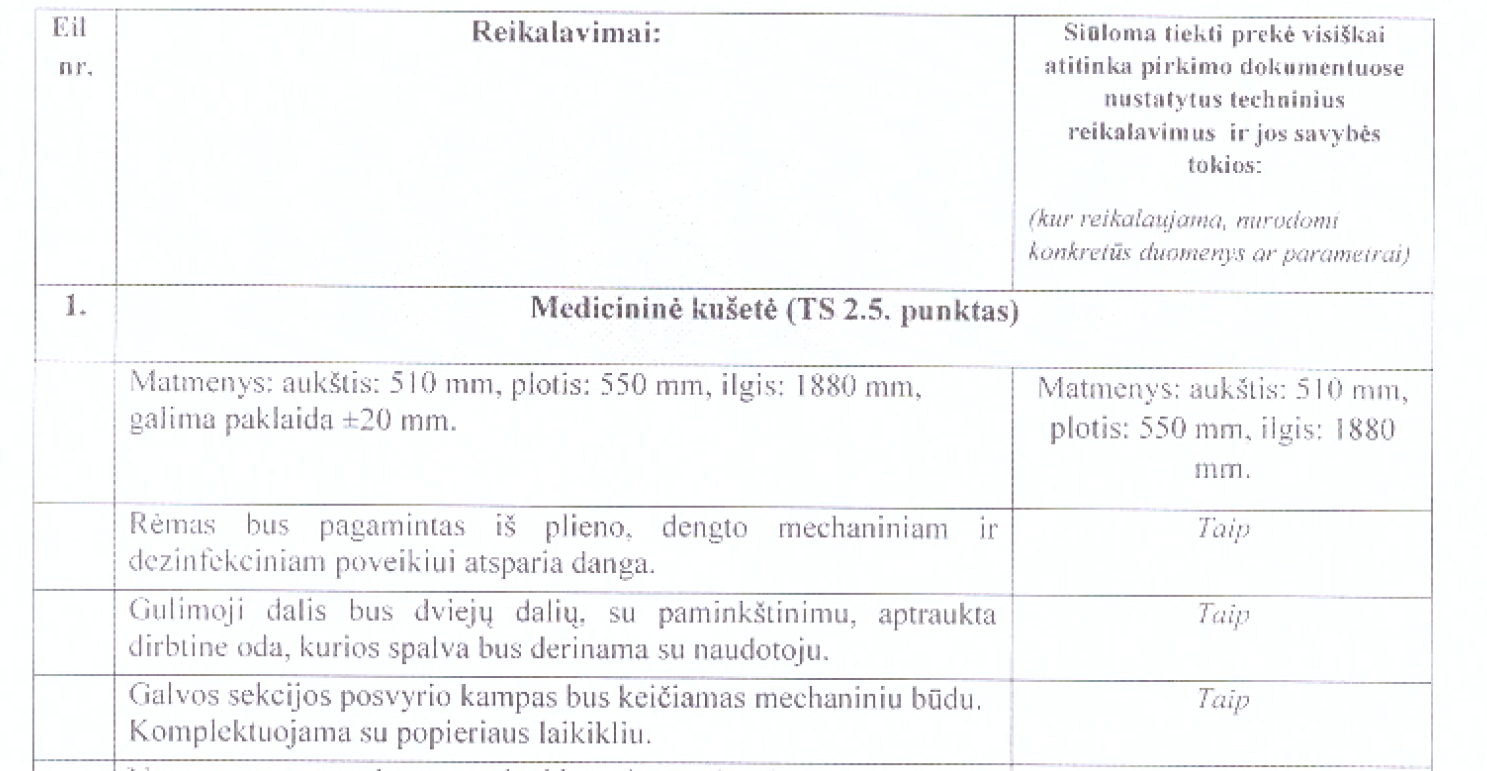 Eil
nr.
Reikalavimai:
Siūloma tiekti prekė visiškai
atitinka pirkimo dokumentuose
nustatytus techninius
reikalavimus ir jos savybės
tokios:
(kur reikalaujama, nurodomi
konkretūs duomenys ar parametrai)
1.
Medicininė kušetė (TS 2.5. punktas)
Matmenys: aukštis: 510 mm, plotis: 550 mm, ilgis: 1880 mm,
galima paklaida ±20 mm.
Matmenys: aukštis: 510 mm,
plotis: 550 mm, ilgis: 1880
mm.
Rėmas bus pagamintas iš plieno, dengto mechaniniam ir
dezinfekciniam poveikiui atsparia danga.
Taip
Gulimoji dalis bus dviejų dalių, su paminkštinimu, aptraukta
dirbtine oda, kurios spalva bus derinama su naudotoju.
Taip
Galvos sekcijos posvyrio kampas bus keičiamas mechaniniu būdu.
Komplektuojama su popieriaus laikikliu.
Taip